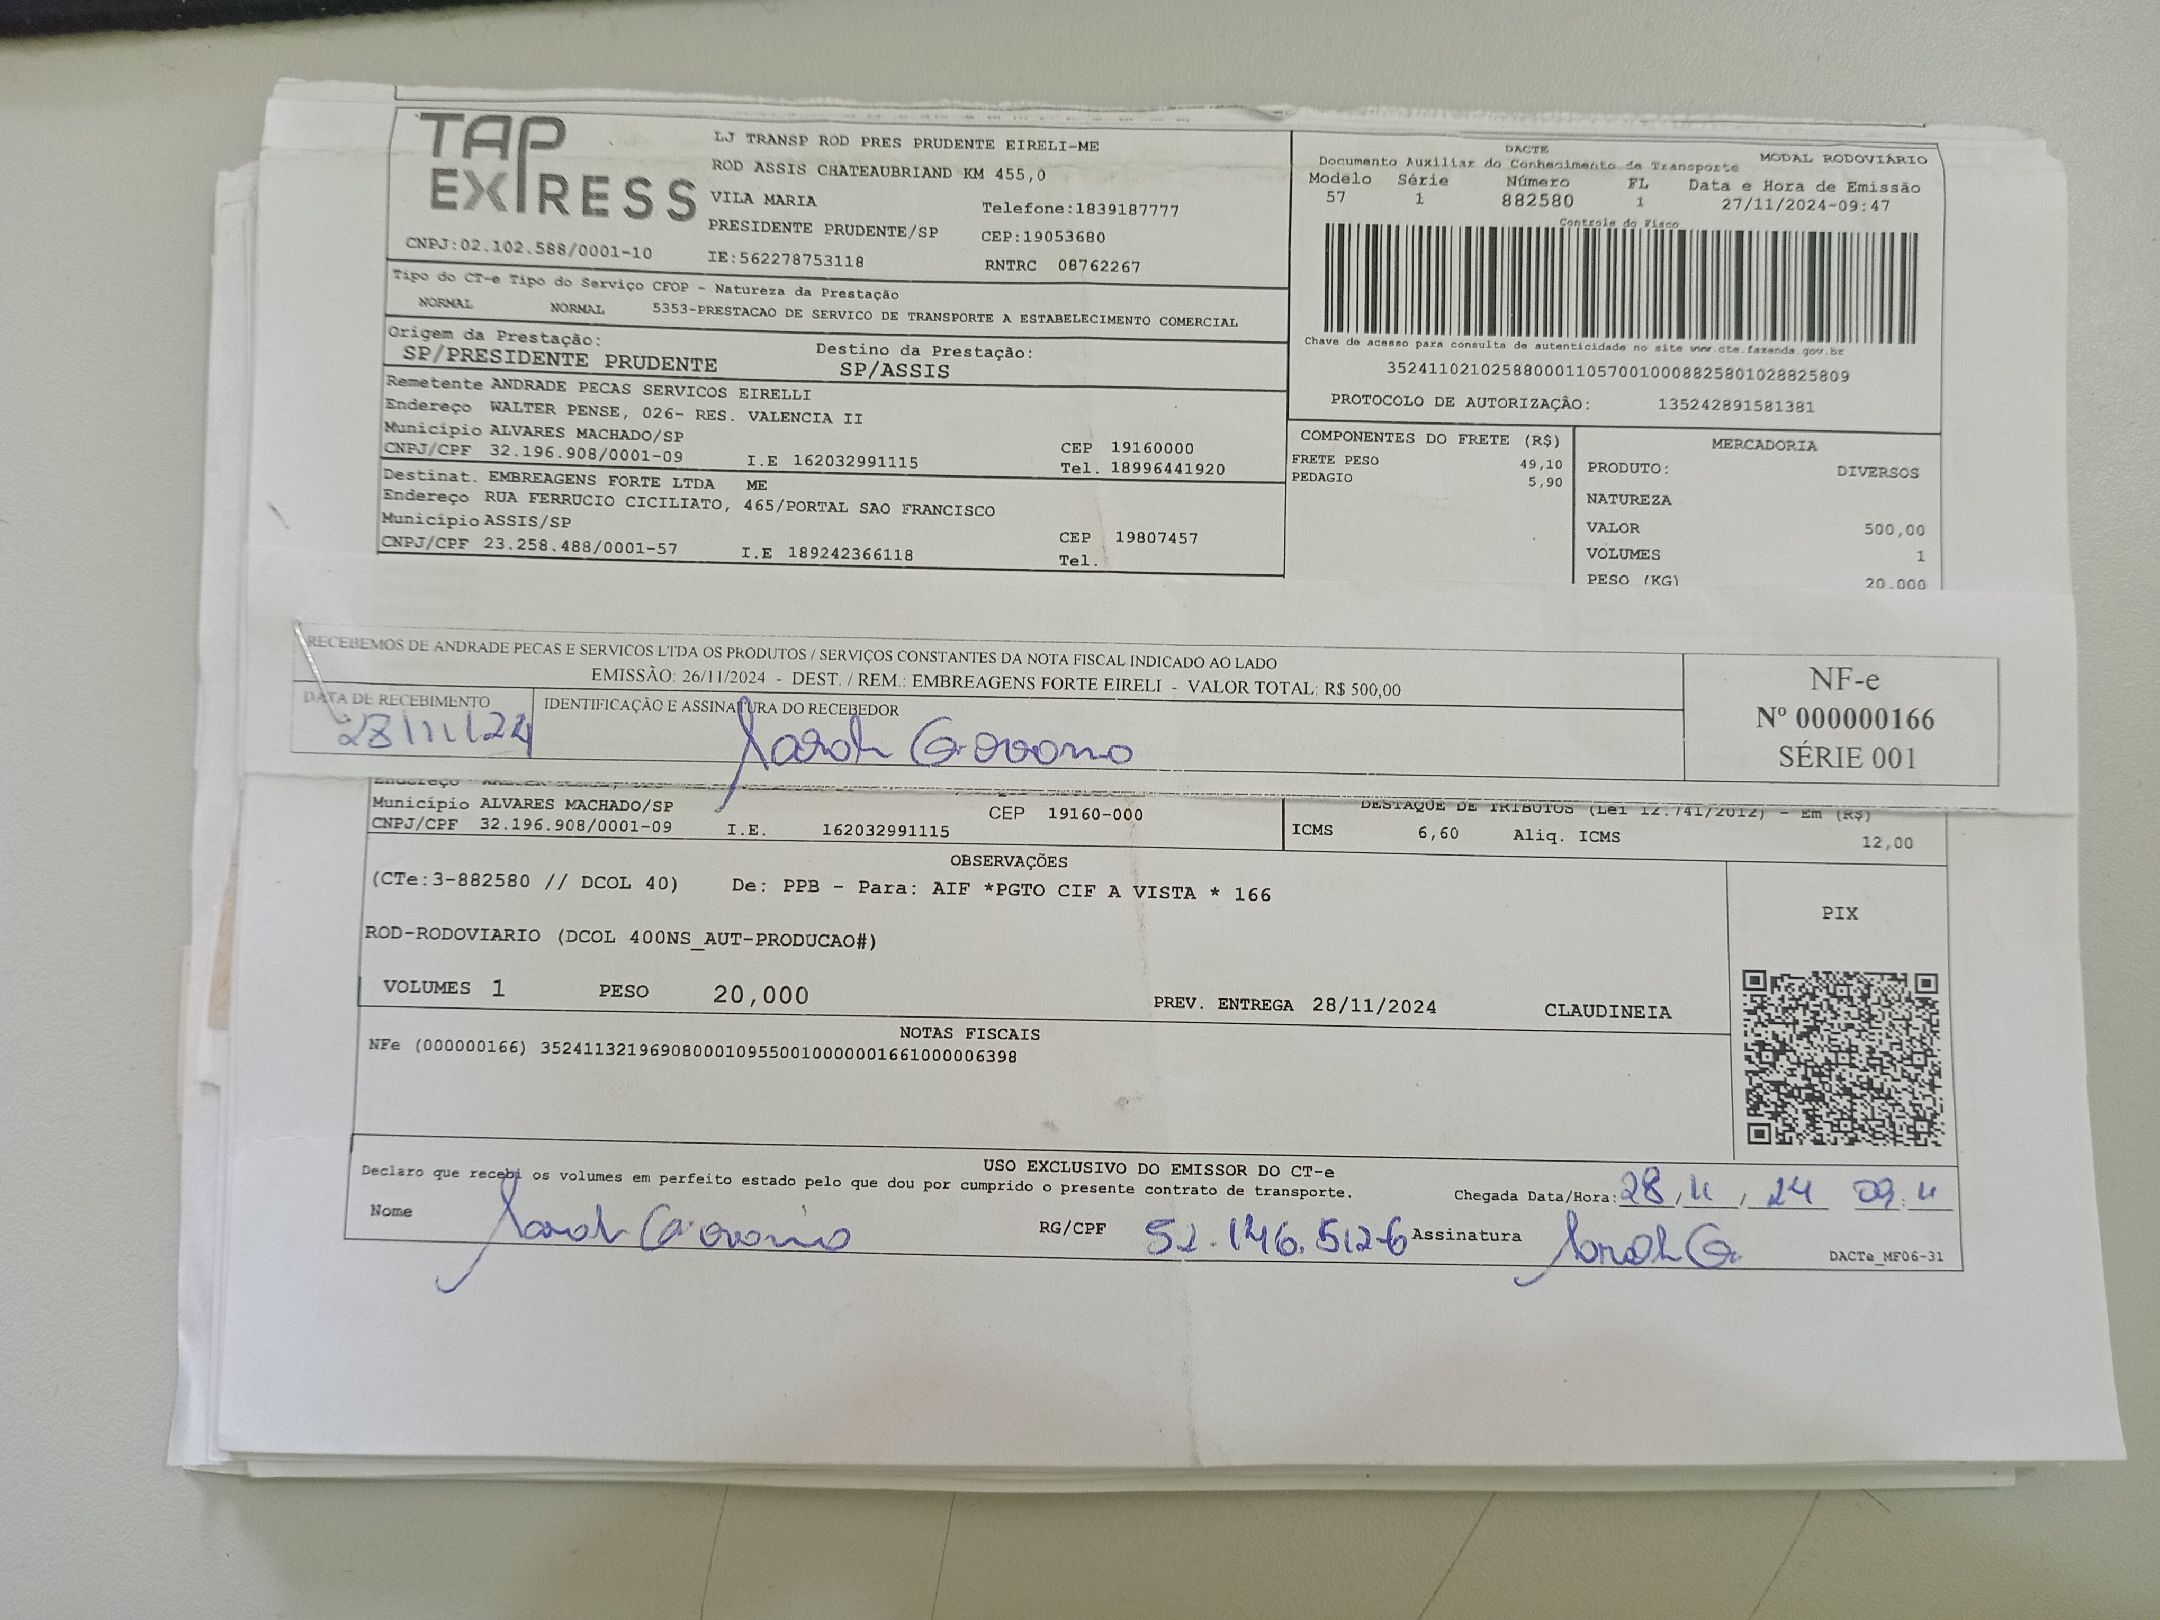 TAP
EXPRESS
CNPJ:02.102.588/0001-10
LJ TRANSP ROD PRES PRUDENTE EIRELI-ME
ROD ASSIS CHATEAUBRIAND KM 455,0
VILA MARIA Telefone:1839187777
PRESIDENTE PRUDENTE/SP CEP:19053680
IE:562278753118 RNTRC 08762267
DACTE MODAL RODOVIÁRIO
Documento Auxiliar do Conhecimento de Transporte
Modelo Série Número FL Data e Hora de Emissão
57 1 882580 1 27/11/2024-09:47
Controle do Fisco
Chave de acesso para consulta de autenticidade no site www.cte.fazenda.gov.br
35241102102588000110570010008825801028825809
PROTOCOLO DE AUTORIZAÇÃO: 135242891581381
Tipo do CT-e Tipo do Serviço CFOP - Natureza da Prestação
NORMAL NORMAL 5353-PRESTACAO DE SERVICO DE TRANSPORTE A ESTABELECIMENTO COMERCIAL
Origem da Prestação: Destino da Prestação:
SP/PRESIDENTE PRUDENTE SP/ASSIS
Remetente ANDRADE PECAS SERVICOS EIRELLI
Endereço WALTER PENSE, 026- RES. VALENCIA II
Município ALVARES MACHADO/SP CEP 19160000
CNPJ/CPF 32.196.908/0001-09 I.E 162032991115 Tel. 18996441920
Destinat. EMBREAGENS FORTE LTDA ME
Endereço RUA FERRUCIO CICILIATO, 465/PORTAL SAO FRANCISCO
Município ASSIS/SP CEP 19807457
CNPJ/CPF 23.258.488/0001-57 I.E 189242366118 Tel.
COMPONENTES DO FRETE (R$)
FRETE PESO 49,10
PEDAGIO 5,90
MERCADORIA
PRODUTO: DIVERSOS
NATUREZA
VALOR 500,00
VOLUMES 1
PESO (KG) 20.000
RECEBEMOS DE ANDRADE PECAS E SERVICOS LTDA OS PRODUTOS / SERVIÇOS CONSTANTES DA NOTA FISCAL INDICADO AO LADO
EMISSÃO: 26/11/2024 - DEST. / REM.: EMBREAGENS FORTE EIRELI - VALOR TOTAL: R$ 500,00
DATA DE RECEBIMENTO IDENTIFICAÇÃO E ASSINATURA DO RECEBEDOR
28/11/24 Sarah
NF-e
Nº 000000166
SÉRIE 001
Endereço
Município ALVARES MACHADO/SP CEP 19160-000
CNPJ/CPF 32.196.908/0001-09 I.E. 162032991115
DESTAQUE DE TRIBUTOS (Lei 12.741/2012) - Em (R$)
ICMS 6,60 Aliq. ICMS 12,00
OBSERVAÇÕES
(CTe:3-882580 // DCOL 40) De: PPB - Para: AIF *PGTO CIF A VISTA * 166
ROD-RODOVIARIO (DCOL 400NS_AUT-PRODUCAO#)
PIX
VOLUMES 1 PESO 20,000 PREV. ENTREGA 28/11/2024 CLAUDINEIA
NOTAS FISCAIS
NFe (000000166) 35241132196908000109550010000001661000006398
USO EXCLUSIVO DO EMISSOR DO CT-e
Declaro que recebi os volumes em perfeito estado pelo que dou por cumprido o presente contrato de transporte.
Chegada Data/Hora: 28/11/24 09:11
Nome Sarah RG/CPF 52.146.512-6 Assinatura Sarah G.
DACTe_MF06-31